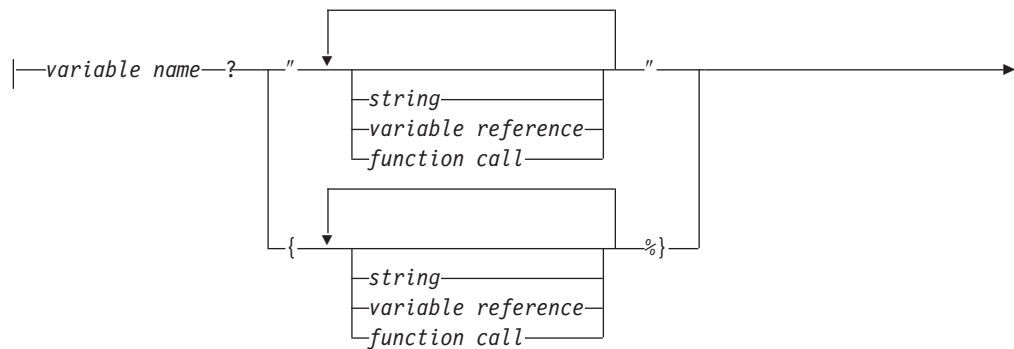 variable name ? " "
string
variable reference
function call
{ %}
string
variable reference
function call